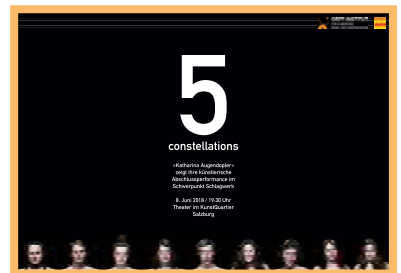 5
constellations
»Katharina Augendopler«
zeigt ihre künstlerische
Abschlussperformance im
Schwerpunkt Schlagwerk
8. Juni 2018 / 19.30 Uhr
Theater im KunstQuartier
Salzburg